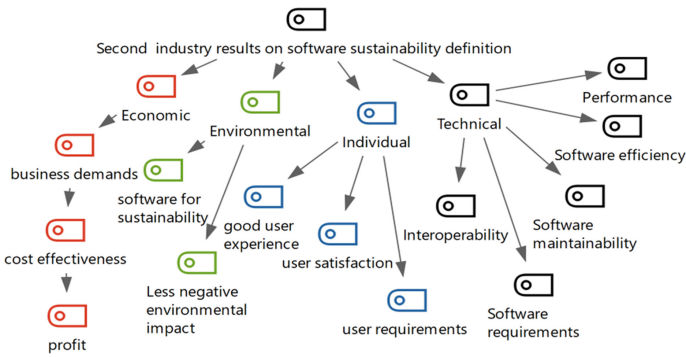 Second industry results on software sustainability definition
Economic
Environmental
Individual
Technical
Performance
Software efficiency
business demands
software for
sustainability
good user
experience
Interoperability
Software
maintainability
cost effectiveness
user satisfaction
Less negative
environmental
impact
user requirements
Software
requirements
profit